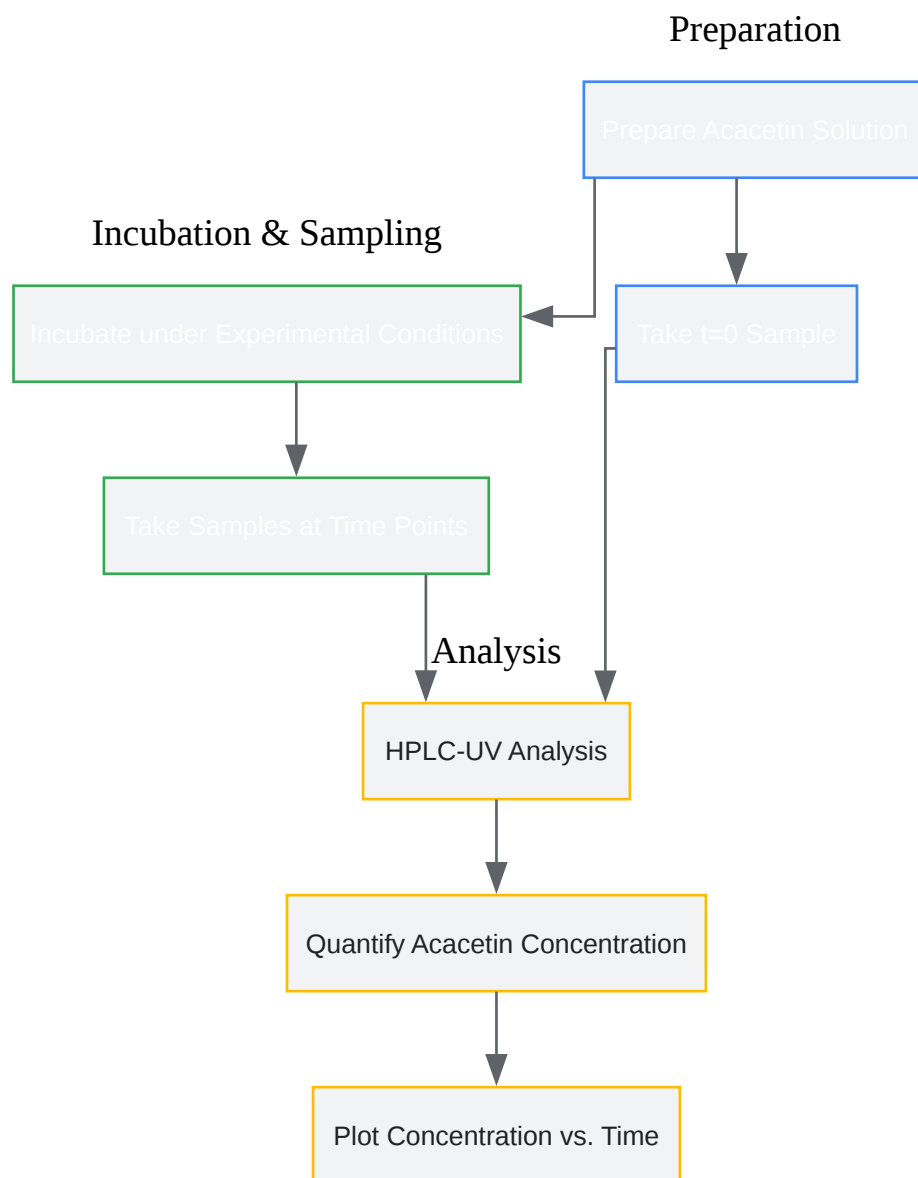 Preparation
Prepare Acacetin Solution
Incubation & Sampling
Incubate under Experimental Conditions
Take t=0 Sample
Take Samples at Time Points
Analysis
HPLC-UV Analysis
Quantify Acacetin Concentration
Plot Concentration vs. Time